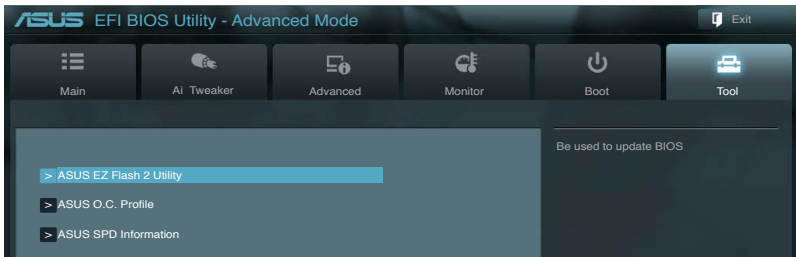 ASUS EFI BIOS Utility - Advanced Mode
Exit
Main
Ai Tweaker
Advanced
Monitor
Boot
Tool
> ASUS EZ Flash 2 Utility
> ASUS O.C. Profile
> ASUS SPD Information
Be used to update BIOS